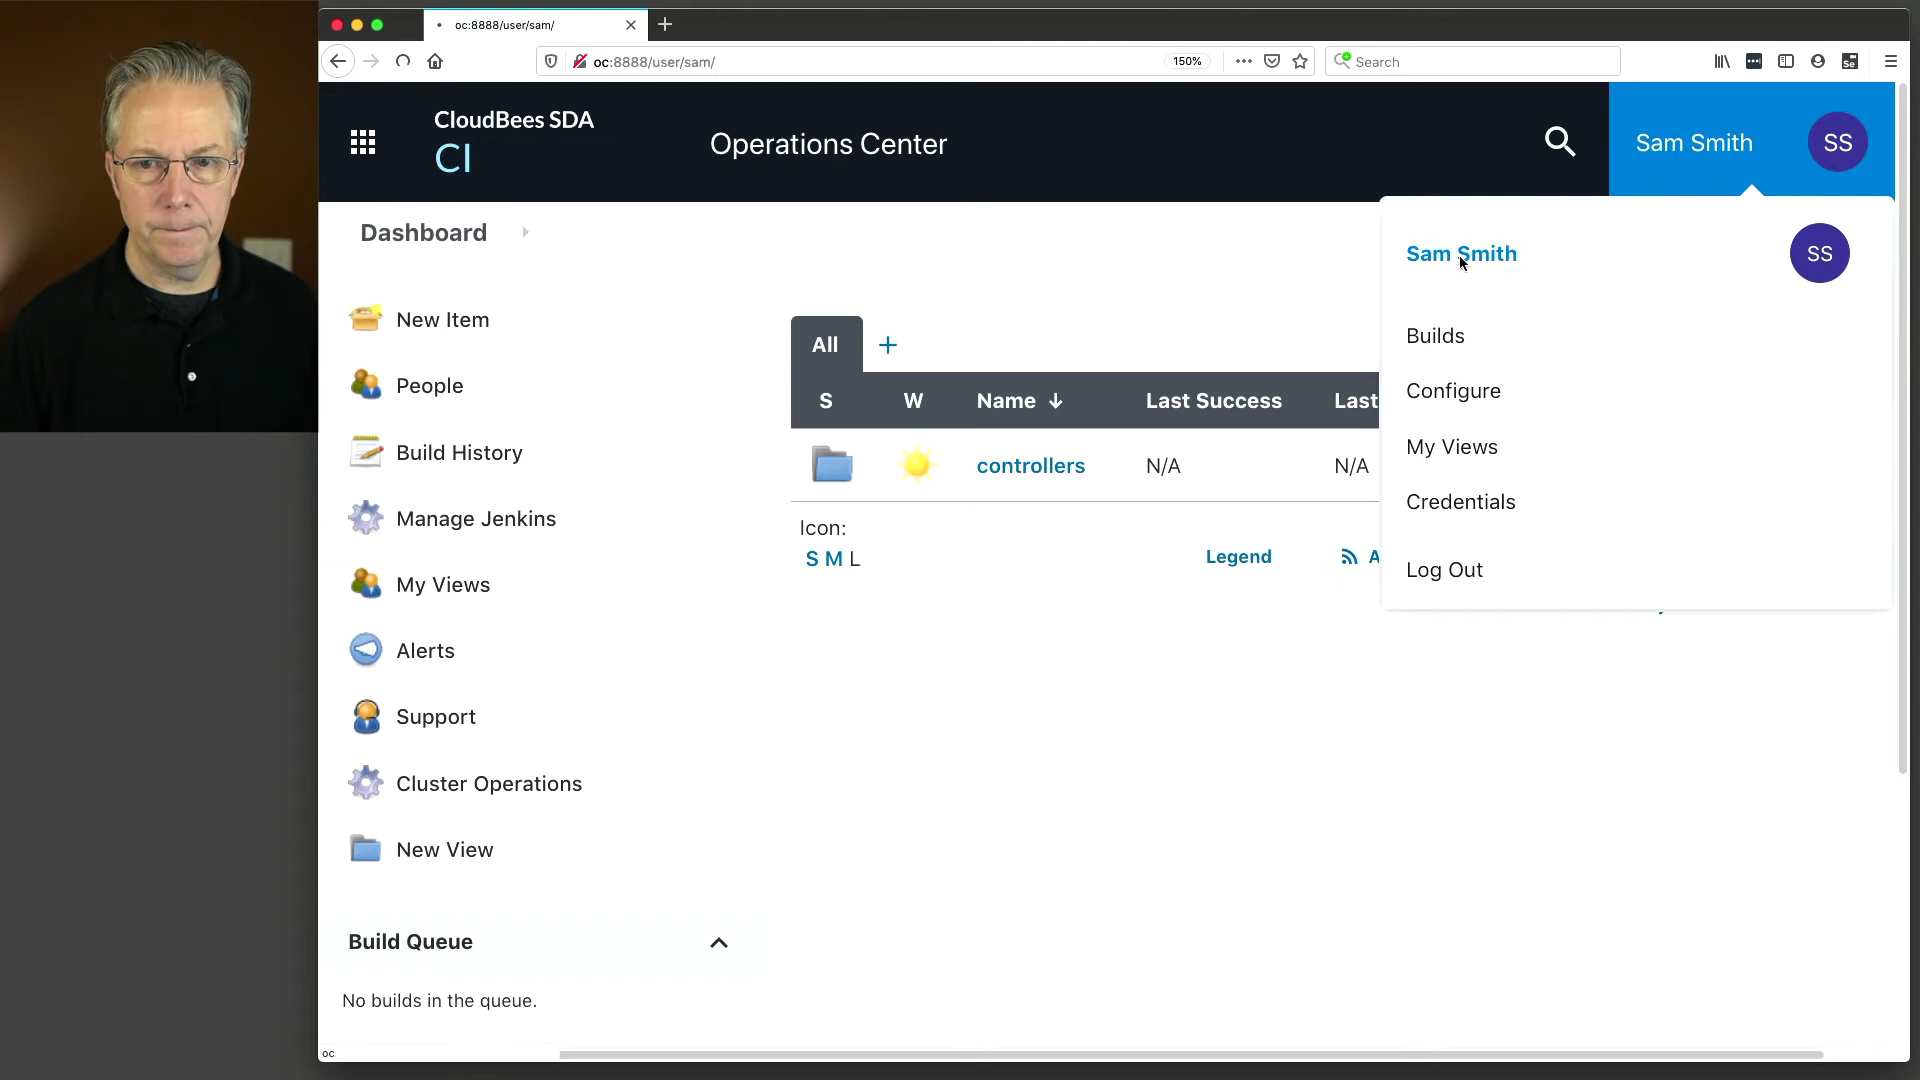 oc:8888/user/sam/
oc:8888/user/sam/
150%
Search
Se
CloudBees SDA
CI
Operations Center
Sam Smith
SS
Dashboard
Sam Smith
SS
New Item
People
Build History
Manage Jenkins
My Views
Alerts
Support
Cluster Operations
New View
All
+
S W Name ↓ Last Success Last
controllers N/A N/A
Icon:
S M L
Legend
A
Builds
Configure
My Views
Credentials
Log Out
Build Queue
No builds in the queue.
oc